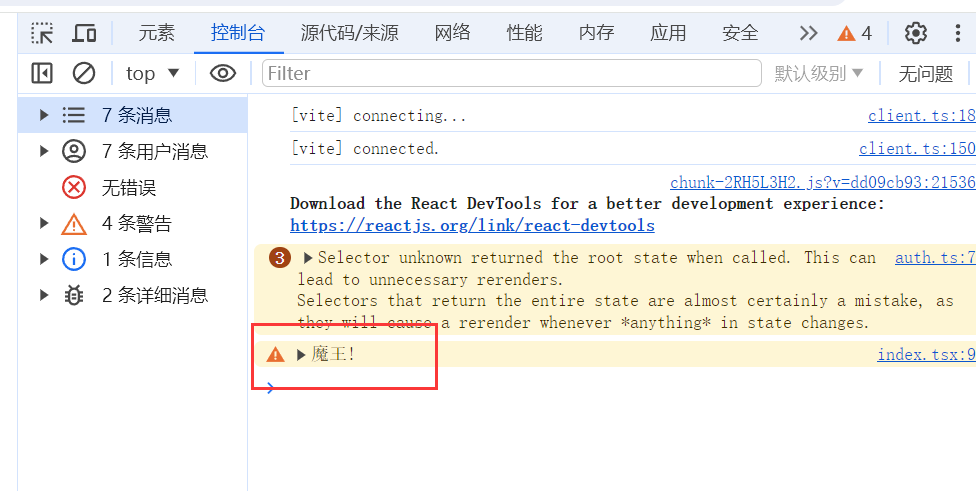 元素 控制台 源代码/来源 网络 性能 内存 应用 安全 4
top Filter 默认级别 无问题
7 条消息
7 条用户消息
无错误
4 条警告
1 条信息
2 条详细消息
[vite] connecting... client.ts:18
[vite] connected. client.ts:150
chunk-2RH5L3H2.js?v=dd09cb93:21536
Download the React DevTools for a better development experience:
https://reactjs.org/link/react-devtools
3 Selector unknown returned the root state when called. This can auth.ts:7
lead to unnecessary rerenders.
Selectors that return the entire state are almost certainly a mistake, as
they will cause a rerender whenever *anything* in state changes.
魔王! index.tsx:9